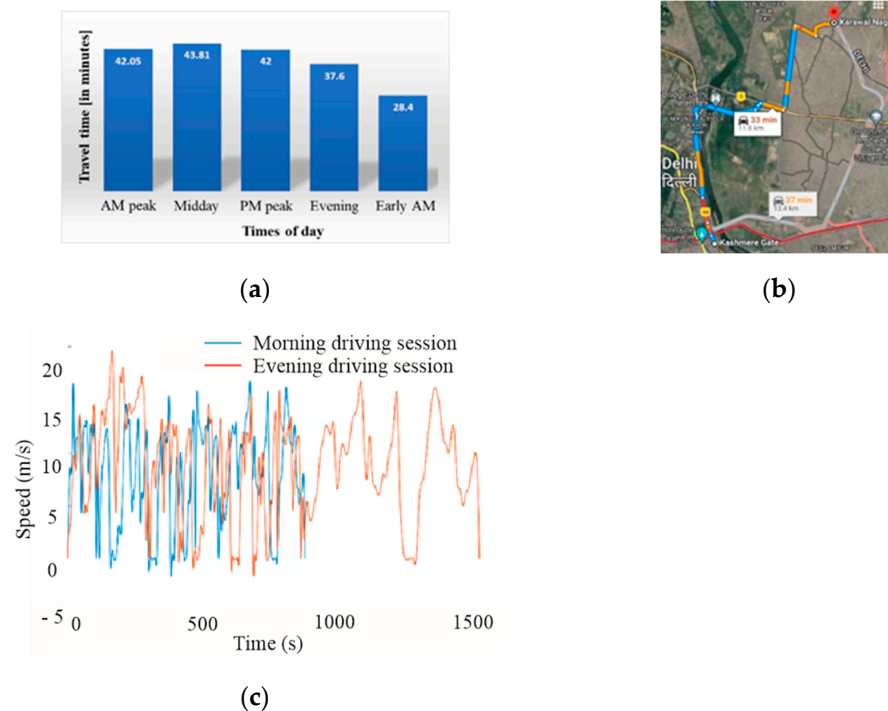 42.05
43.81
42
37.6
28.4
Travel time [in minutes]
AM peak
Midday
PM peak
Evening
Early AM
Times of day
(a)
Karawal Nag
DELHI
33 min
11.8 km
Delhi
दिल्ली
37 min
13.4 km
Kashmere Gate
SEELAMPUR
(b)
Morning driving session
Evening driving session
20
15
10
5
0
- 5
Speed (m/s)
0
500
1000
1500
Time (s)
(c)